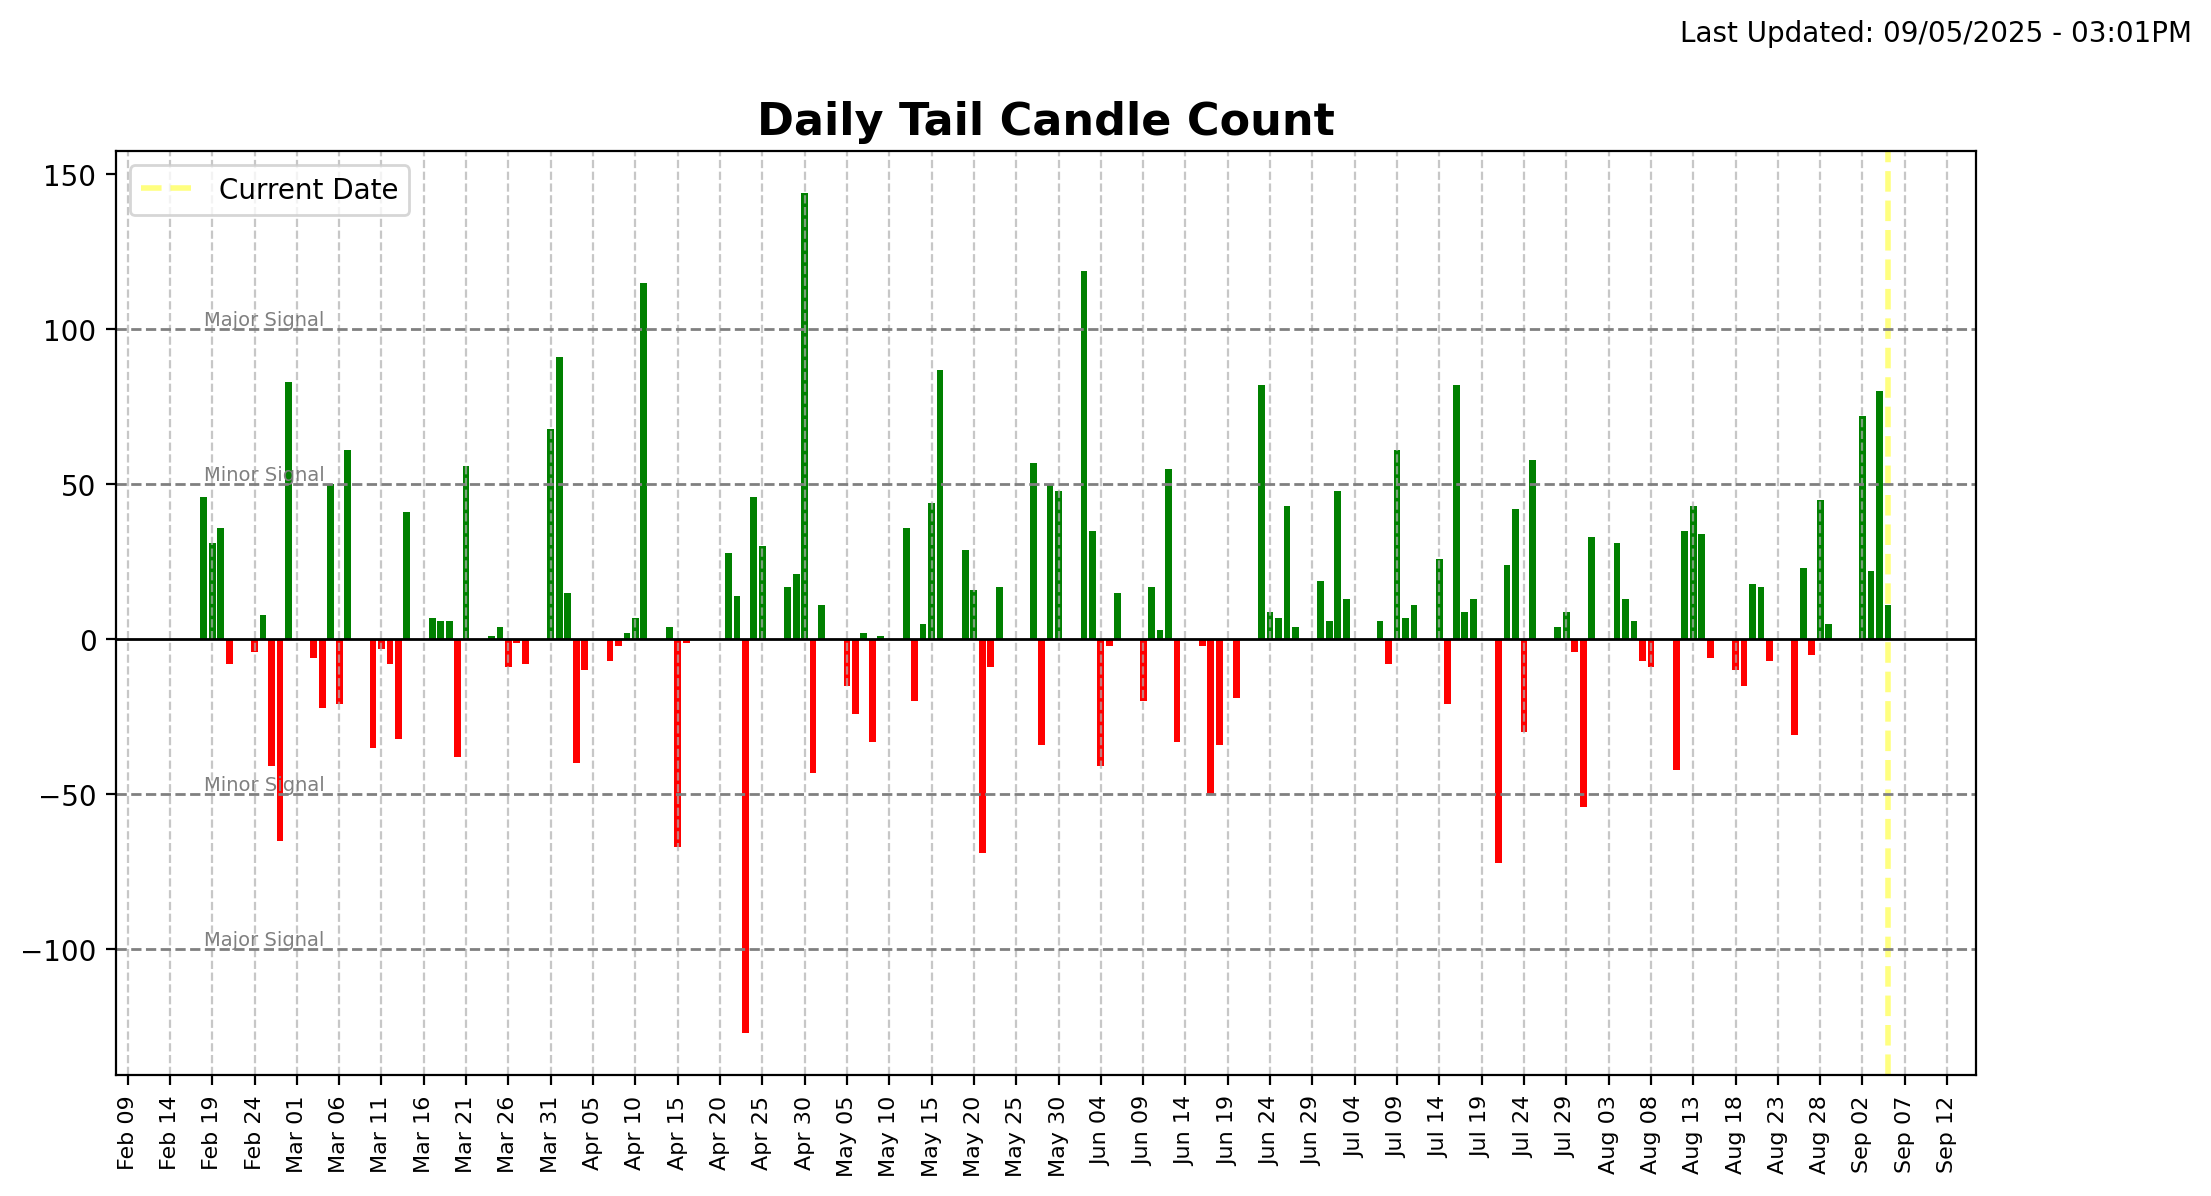 Last Updated: 09/05/2025 - 03:01PM
Daily Tail Candle Count
Current Date
150
100
50
0
−50
−100
Major Signal
Minor Signal
Minor Signal
Major Signal
Feb 09
Feb 14
Feb 19
Feb 24
Mar 01
Mar 06
Mar 11
Mar 16
Mar 21
Mar 26
Mar 31
Apr 05
Apr 10
Apr 15
Apr 20
Apr 25
Apr 30
May 05
May 10
May 15
May 20
May 25
May 30
Jun 04
Jun 09
Jun 14
Jun 19
Jun 24
Jun 29
Jul 04
Jul 09
Jul 14
Jul 19
Jul 24
Jul 29
Aug 03
Aug 08
Aug 13
Aug 18
Aug 23
Aug 28
Sep 02
Sep 07
Sep 12